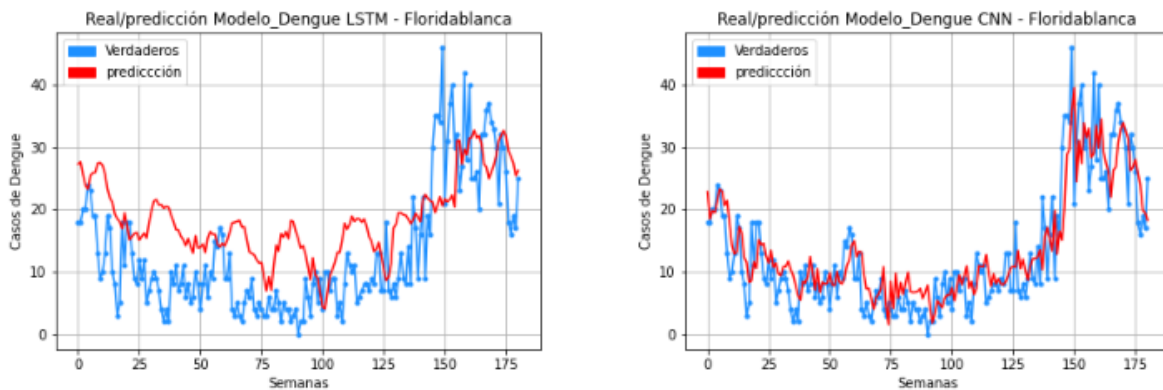 Real/predicción Modelo_Dengue LSTM - Floridablanca
Verdaderos
prediccción
Casos de Dengue
40
30
20
10
0
0 25 50 75 100 125 150 175
Semanas
Real/predicción Modelo_Dengue CNN - Floridablanca
Verdaderos
prediccción
Casos de Dengue
40
30
20
10
0
0 25 50 75 100 125 150 175
Semanas